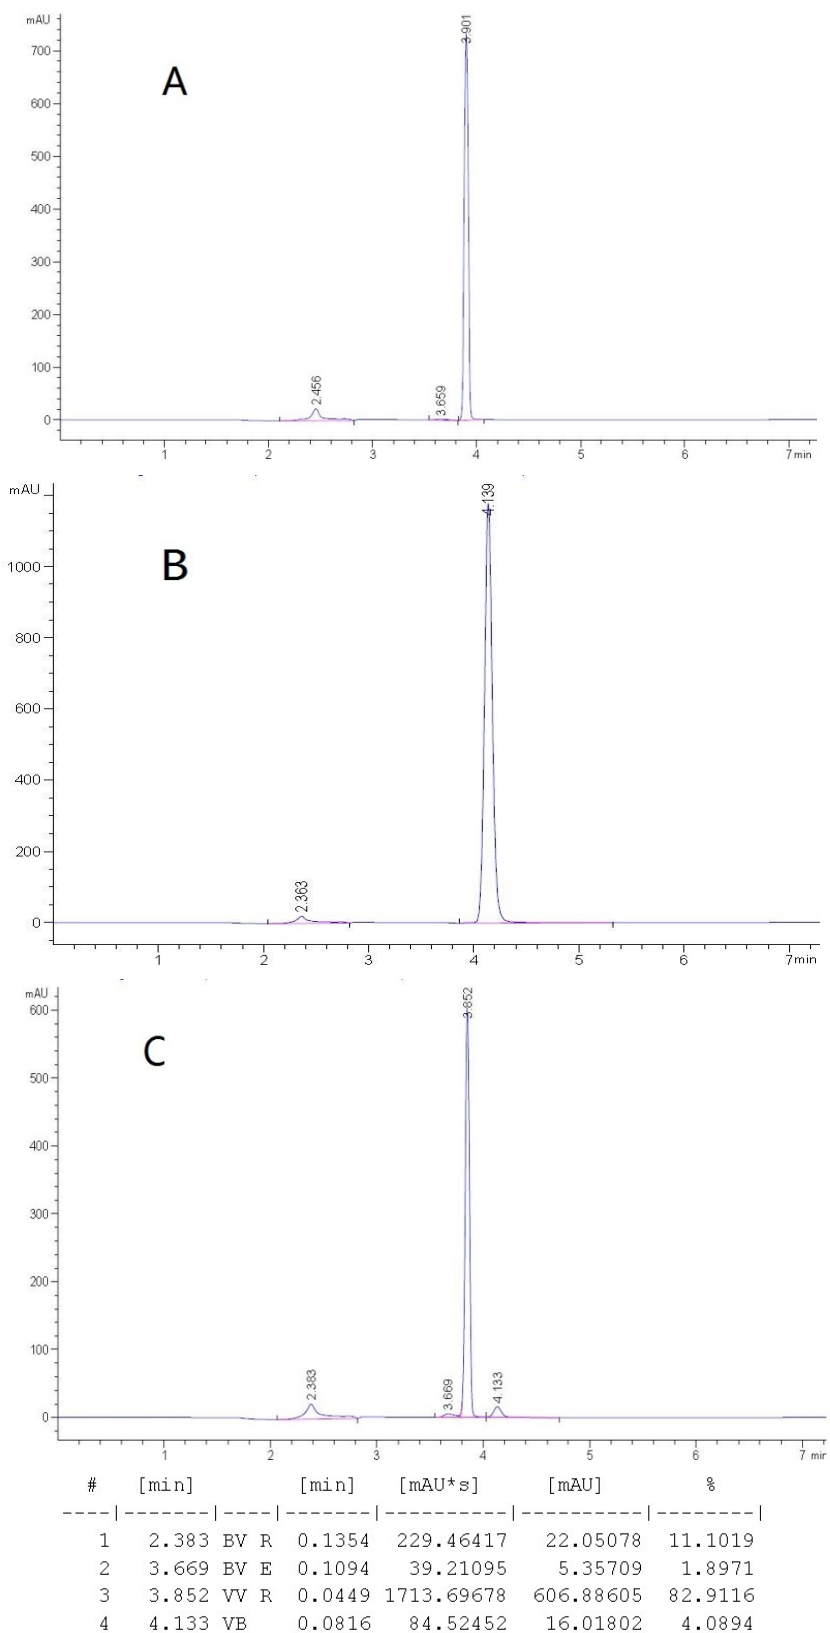 mAU
700
600
500
400
300
200
100
0
A
2.456
3.659
3.901
1 2 3 4 5 6 7 min
mAU
1000
800
600
400
200
0
B
2.363
4.139
1 2 3 4 5 6 7 min
mAU
600
500
400
300
200
100
0
C
2.383
3.669
3.852
4.133
1 2 3 4 5 6 7 min
# [min] [min] [mAU*s] [mAU] %
----|-------|----|-------|----------|----------|--------|
1 2.383 BV R 0.1354 229.46417 22.05078 11.1019
2 3.669 BV E 0.1094 39.21095 5.35709 1.8971
3 3.852 VV R 0.0449 1713.69678 606.88605 82.9116
4 4.133 VB 0.0816 84.52452 16.01802 4.0894